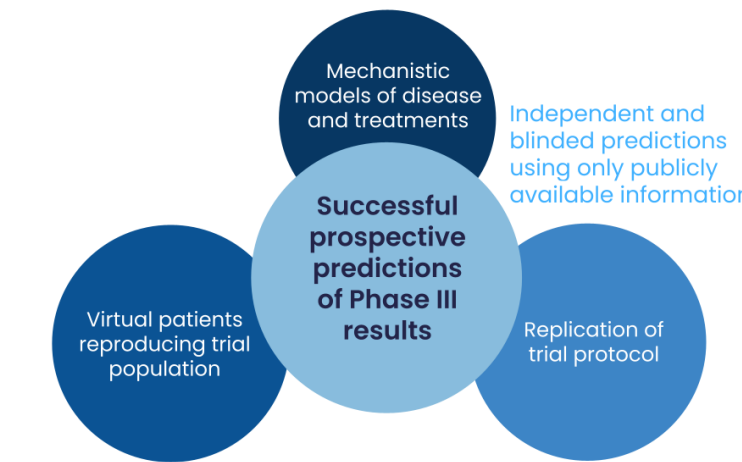 Mechanistic
models of disease
and treatments
Independent and
blinded predictions
using only publicly
available information
Successful
prospective
predictions
of Phase III
results
Virtual patients
reproducing trial
population
Replication of
trial protocol